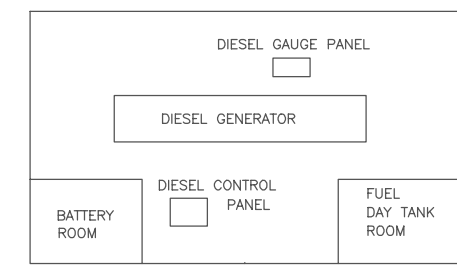 DIESEL GAUGE PANEL
DIESEL GENERATOR
DIESEL CONTROL
PANEL
BATTERY
ROOM
FUEL
DAY TANK
ROOM